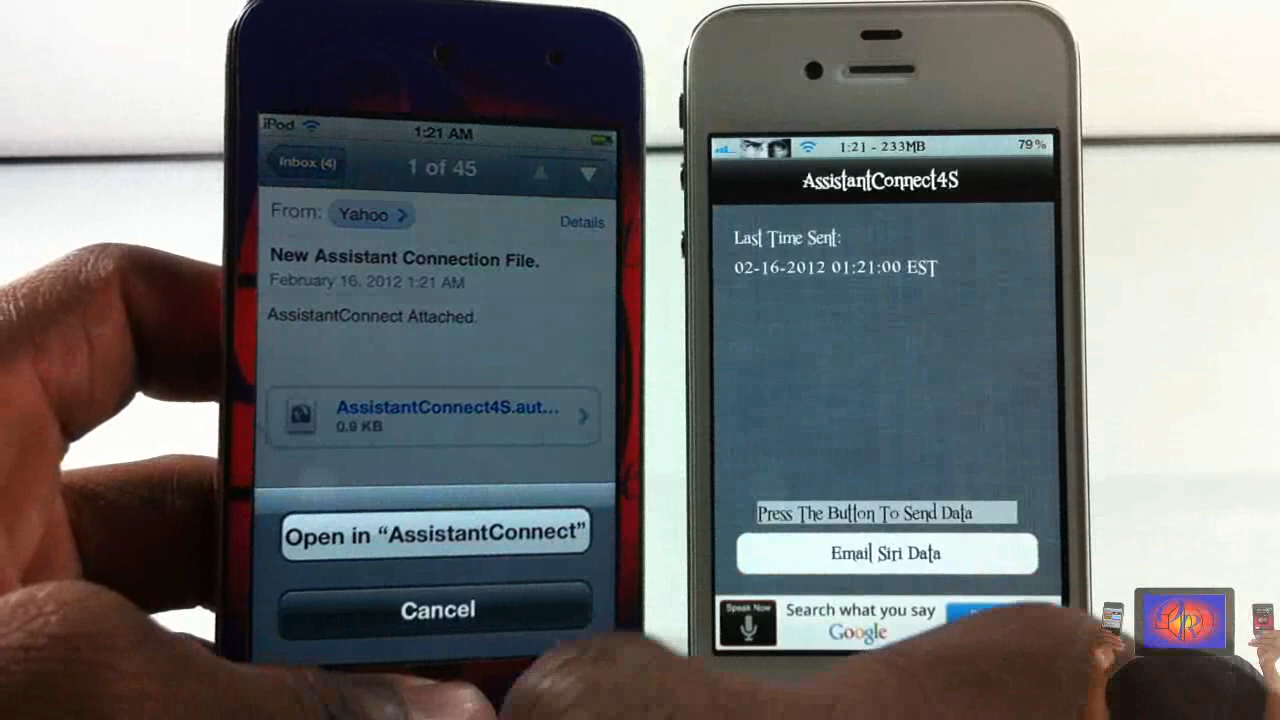 iPod
1:21 AM
Inbox (4)
1 of 45
From: Yahoo
Details
New Assistant Connection File.
February 16, 2012 1:21 AM
AssistantConnect Attached.
AssistantConnect4S.aut...
0.9 KB
Open in “AssistantConnect”
Cancel
1:21 - 233MB
79%
AssistantConnect4S
Last Time Sent:
02-16-2012 01:21:00 EST
Press The Button To Send Data
Email Siri Data
Speak Now
Search what you say
Google